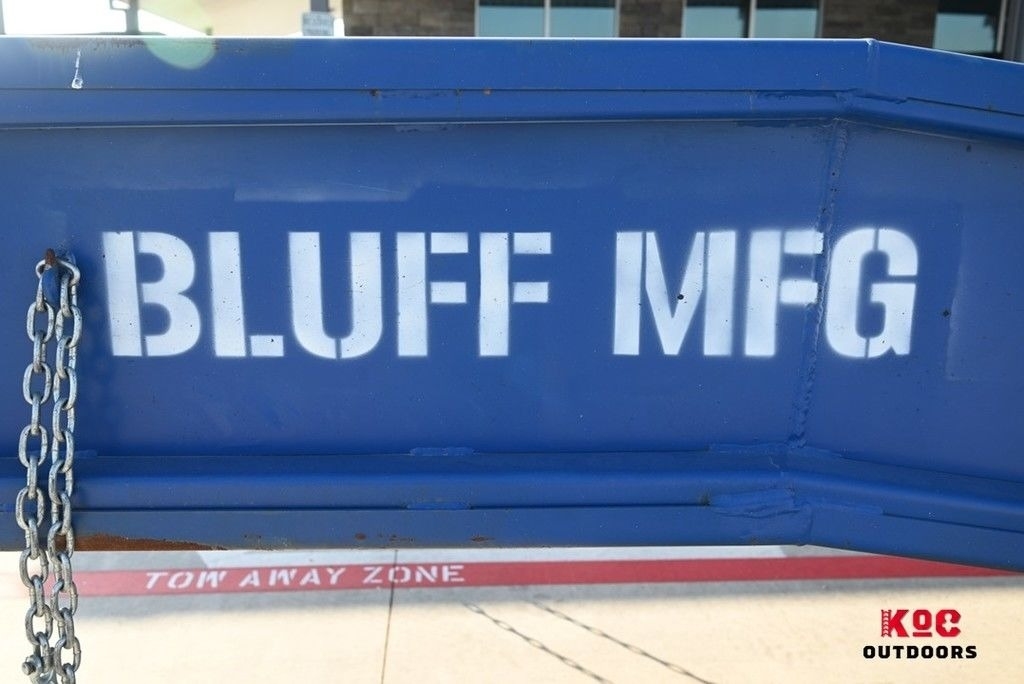 BLUFF MFG
TOW AWAY ZONE
KOC
OUTDOORS